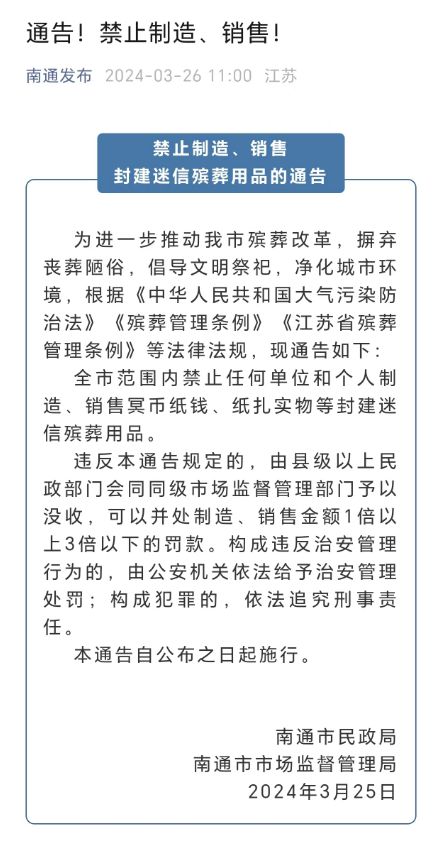 通告！禁止制造、销售！
南通发布 2024-03-26 11:00 江苏
禁止制造、销售
封建迷信殡葬用品的通告
为进一步推动我市殡葬改革，摒弃
丧葬陋俗，倡导文明祭祀，净化城市环
境，根据《中华人民共和国大气污染防
治法》《殡葬管理条例》《江苏省殡葬
管理条例》等法律法规，现通告如下：
全市范围内禁止任何单位和个人制
造、销售冥币纸钱、纸扎实物等封建迷
信殡葬用品。
违反本通告规定的，由县级以上民
政部门会同同级市场监督管理部门予以
没收，可以并处制造、销售金额1倍以
上3倍以下的罚款。构成违反治安管理
行为的，由公安机关依法给予治安管理
处罚；构成犯罪的，依法追究刑事责
任。
本通告自公布之日起施行。
南通市民政局
南通市市场监督管理局
2024年3月25日